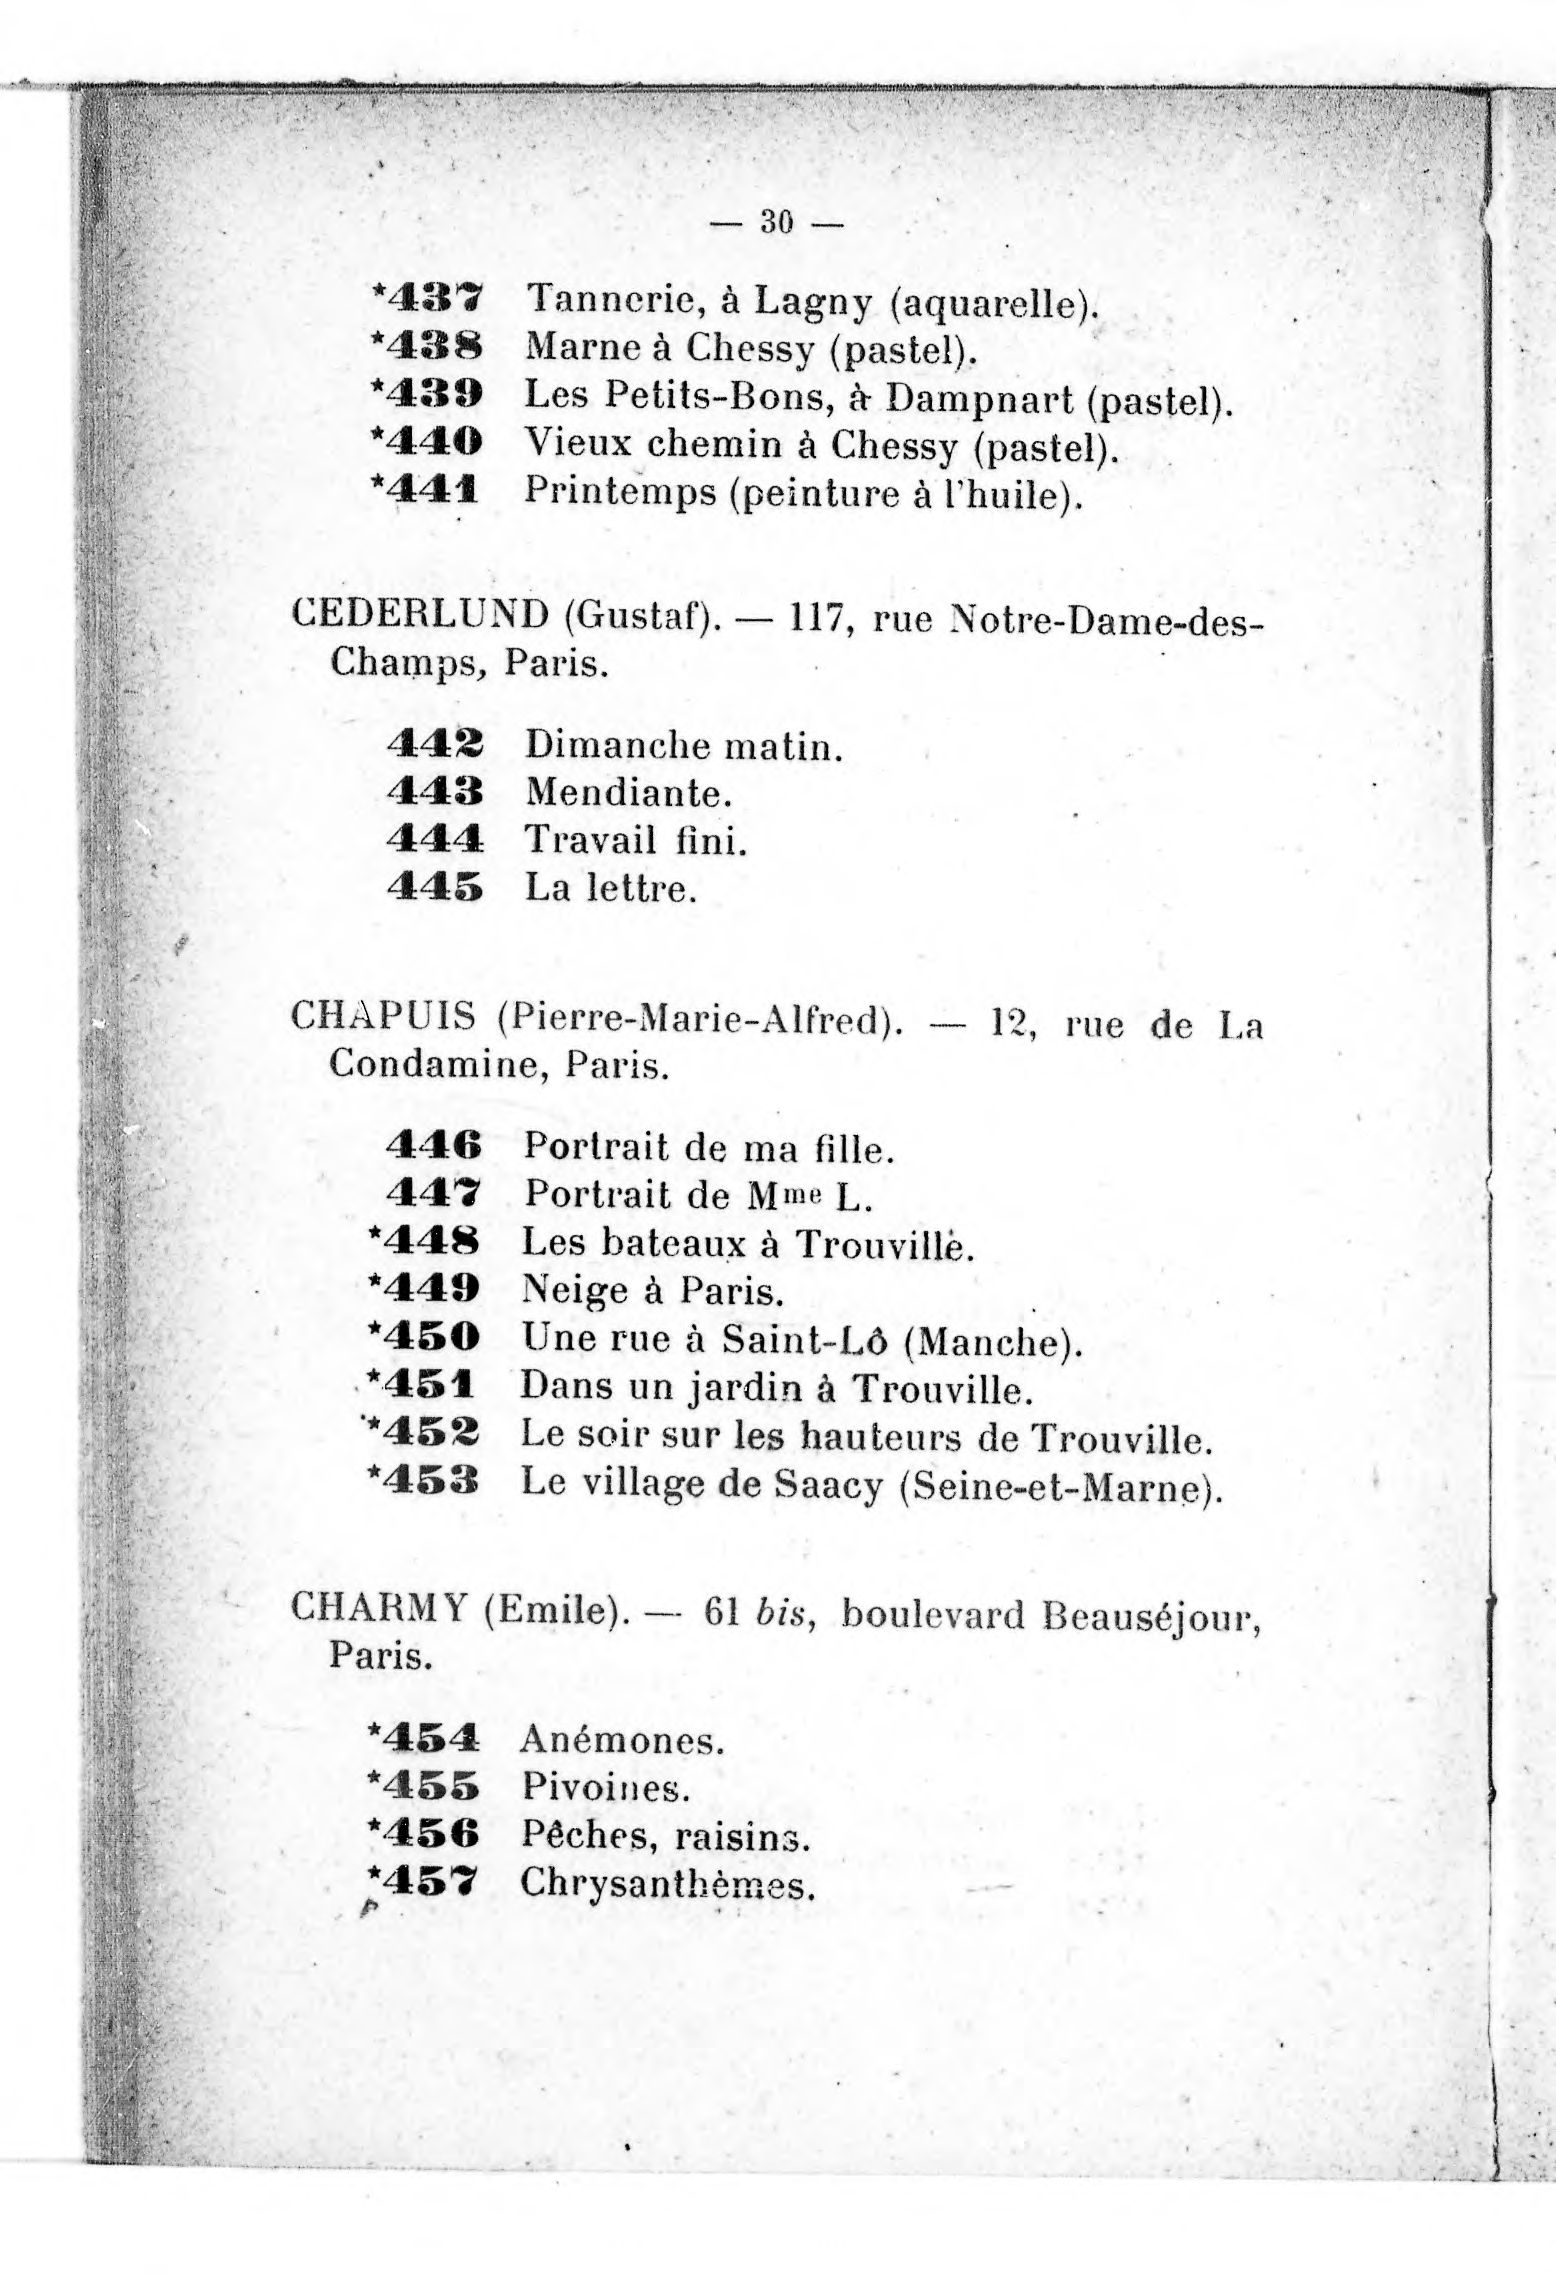 — 30 —
*437 Tannerie, à Lagny (aquarelle).
*438 Marne à Chessy (pastel).
*439 Les Petits-Bons, à Dampnart (pastel).
*440 Vieux chemin à Chessy (pastel).
*441 Printemps (peinture à l'huile).
CEDERLUND (Gustaf). — 117, rue Notre-Dame-des-
Champs, Paris.
442 Dimanche matin.
443 Mendiante.
444 Travail fini.
445 La lettre.
CHAPUIS (Pierre-Marie-Alfred). — 12, rue de La
Condamine, Paris.
446 Portrait de ma fille.
447 Portrait de Mme L.
*448 Les bateaux à Trouville.
*449 Neige à Paris.
*450 Une rue à Saint-Lô (Manche).
*451 Dans un jardin à Trouville.
*452 Le soir sur les hauteurs de Trouville.
*453 Le village de Saacy (Seine-et-Marne).
CHARMY (Emile). — 61 bis, boulevard Beauséjour,
Paris.
*454 Anémones.
*455 Pivoines.
*456 Pêches, raisins.
*457 Chrysanthèmes.